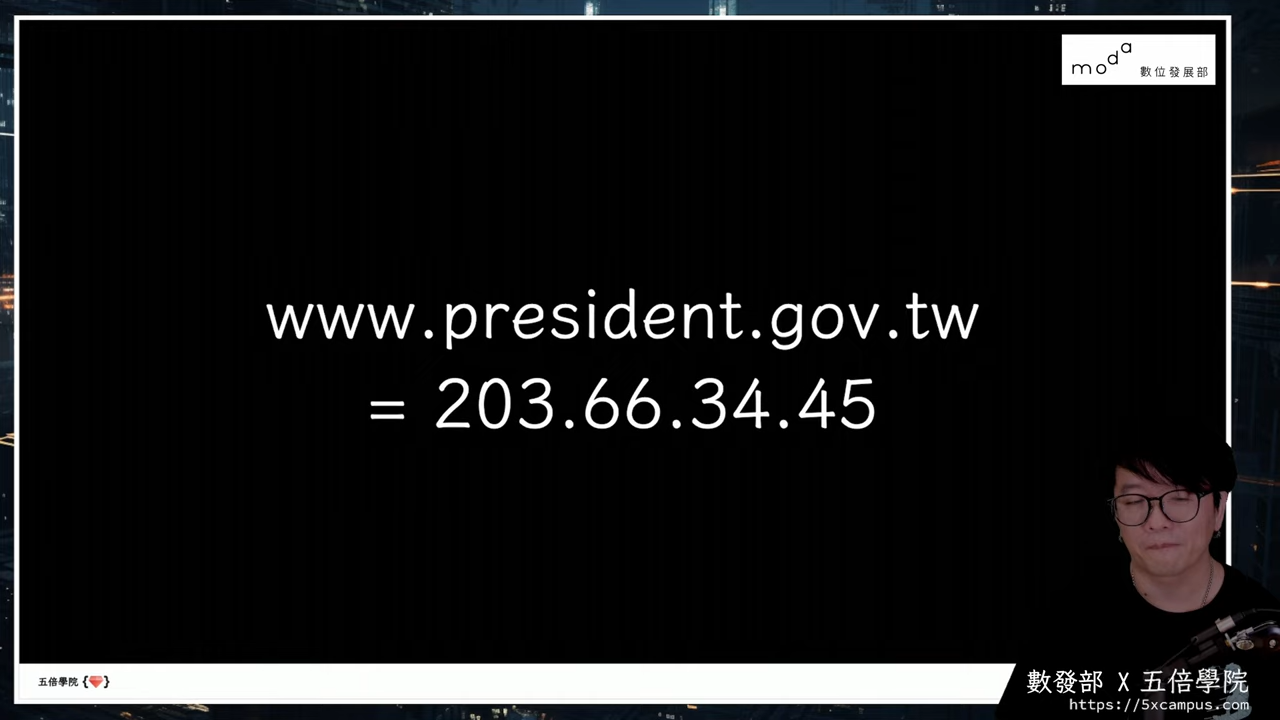 moda 數位發展部
www.president.gov.tw
= 203.66.34.45
五倍學院 {}
數發部 X 五倍學院
https://5xcampus.com